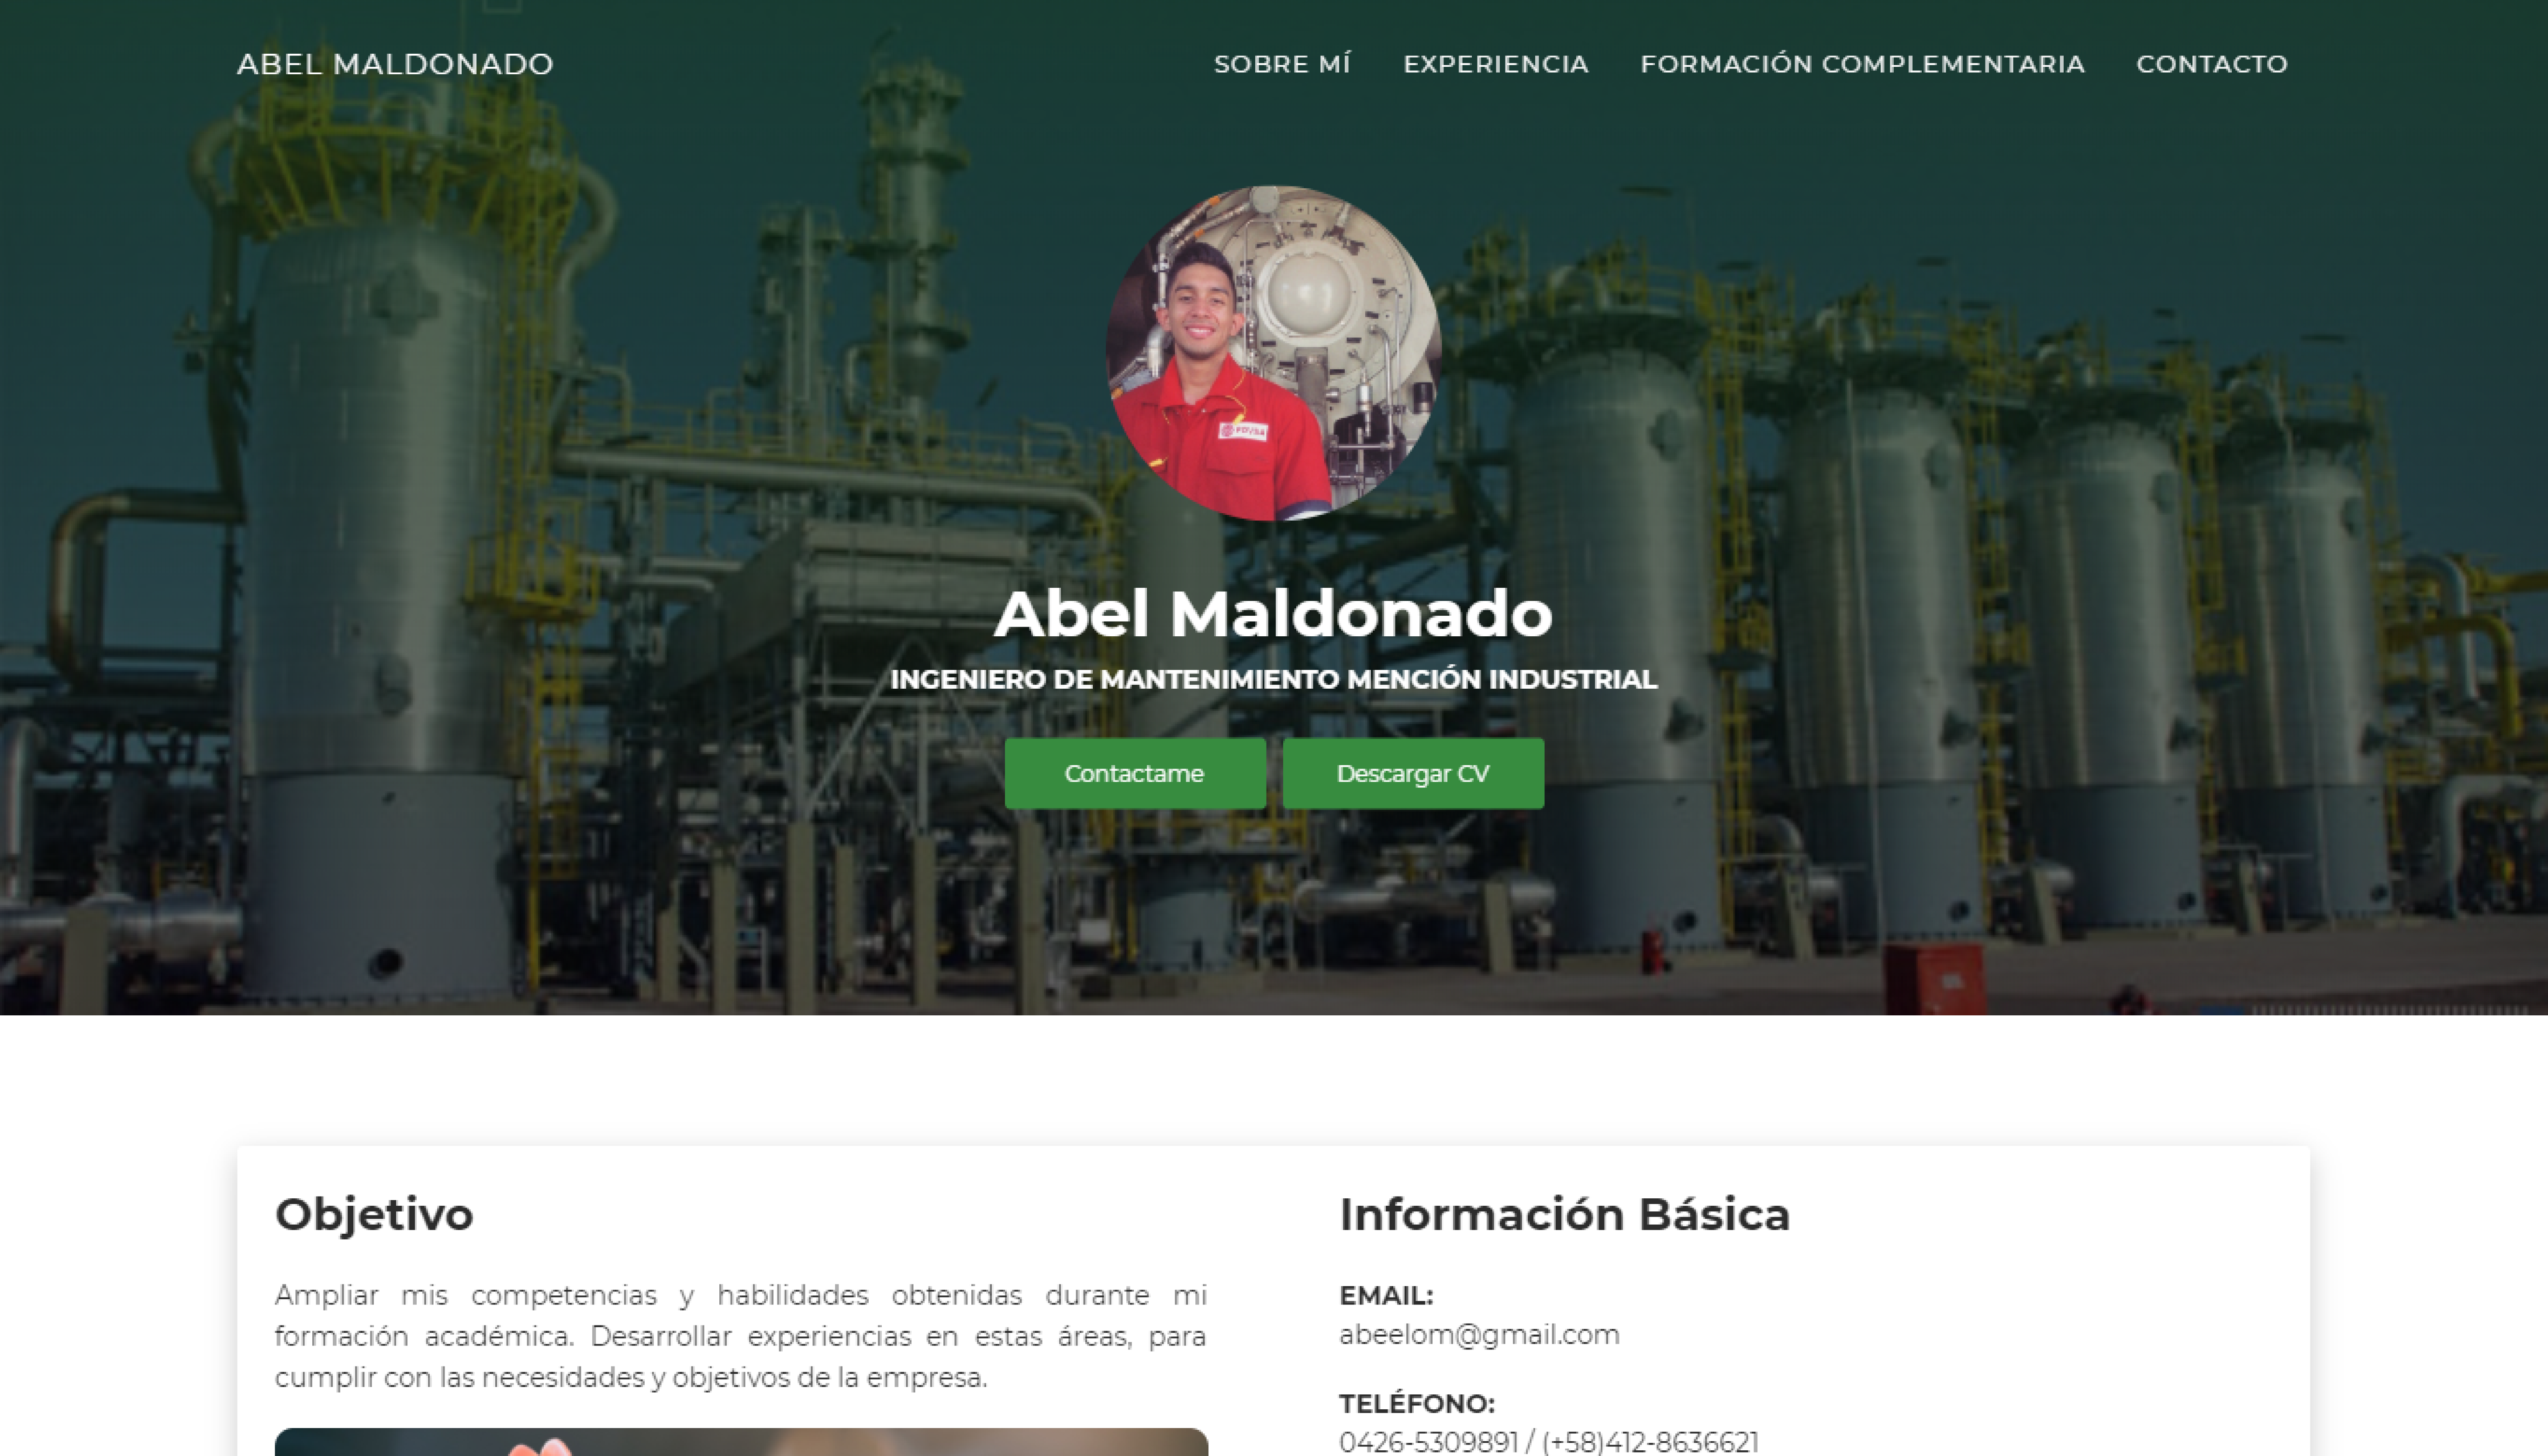 ABEL MALDONADO
SOBRE MÍ EXPERIENCIA FORMACIÓN COMPLEMENTARIA CONTACTO
PDVSA
Abel Maldonado
INGENIERO DE MANTENIMIENTO MENCIÓN INDUSTRIAL
Contactame Descargar CV
Objetivo
Ampliar mis competencias y habilidades obtenidas durante mi
formación académica. Desarrollar experiencias en estas áreas, para
cumplir con las necesidades y objetivos de la empresa.
Información Básica
EMAIL:
abeelom@gmail.com
TELÉFONO:
0426-5309891 / (+58)412-8636621